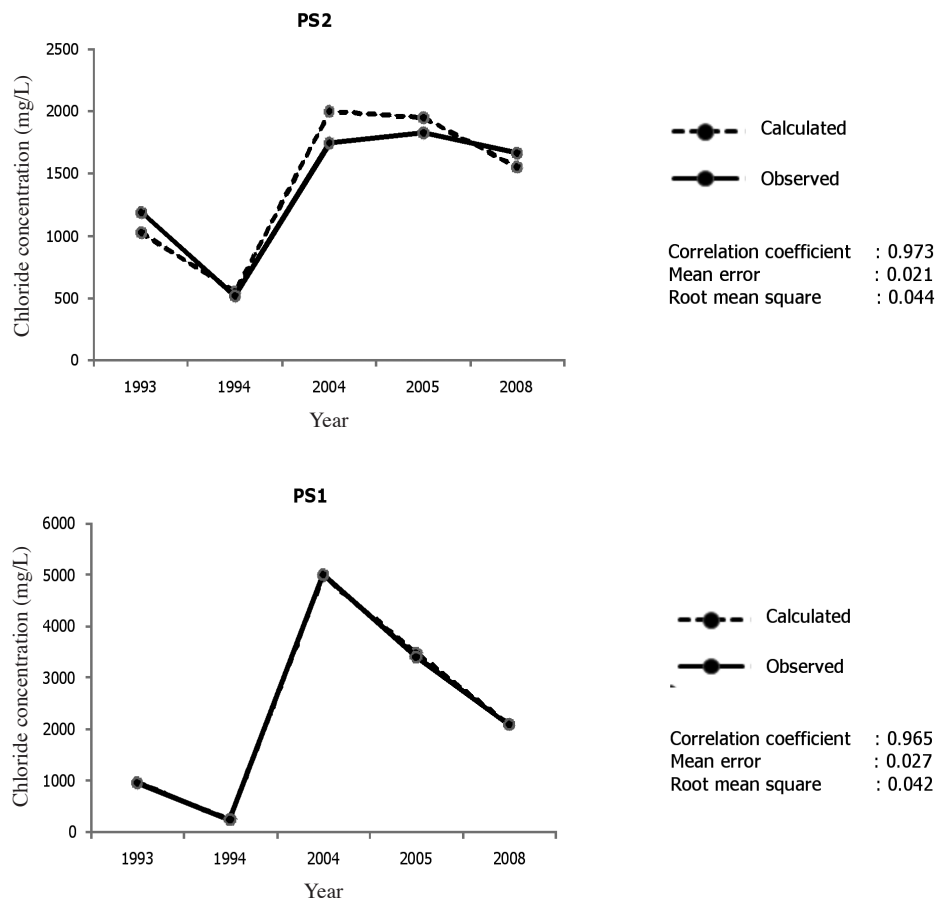 PS2
Chloride concentration (mg/L)
2500
2000
1500
1000
500
0
1993 1994 2004 2005 2008
Year
Calculated
Observed
Correlation coefficient : 0.973
Mean error : 0.021
Root mean square : 0.044
PS1
Chloride concentration (mg/L)
6000
5000
4000
3000
2000
1000
0
1993 1994 2004 2005 2008
Year
Calculated
Observed
Correlation coefficient : 0.965
Mean error : 0.027
Root mean square : 0.042